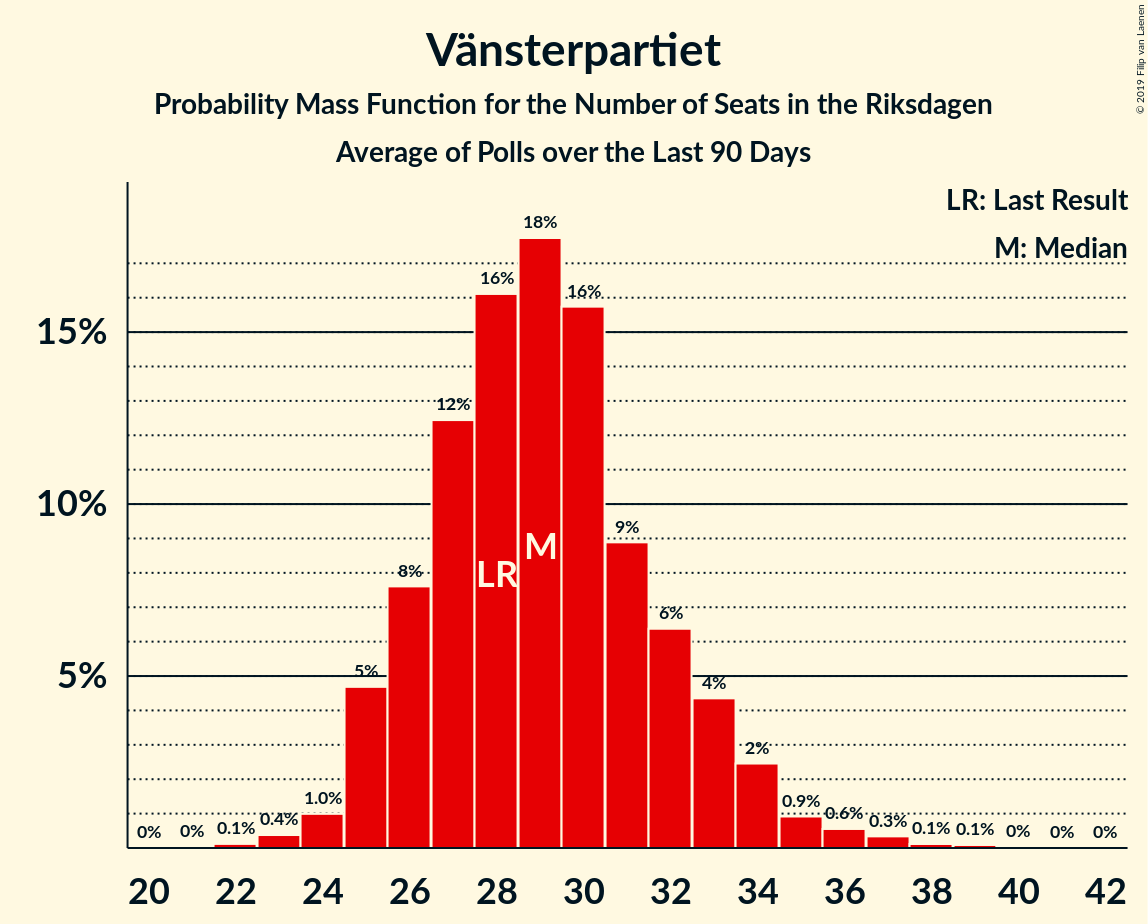 Vänsterpartiet
Probability Mass Function for the Number of Seats in the Riksdagen
Average of Polls over the Last 90 Days
© 2019 Filip van Laenen
LR: Last Result
M: Median
18%
16%
16%
15%
12%
10%
9%
M
LR
8%
6%
5%
5%
4%
2%
1.0%
0.9%
0.6%
0.4%
0.3%
0% 0% 0.1% 0.1% 0.1% 0% 0% 0%
20 22 24 26 28 30 32 34 36 38 40 42